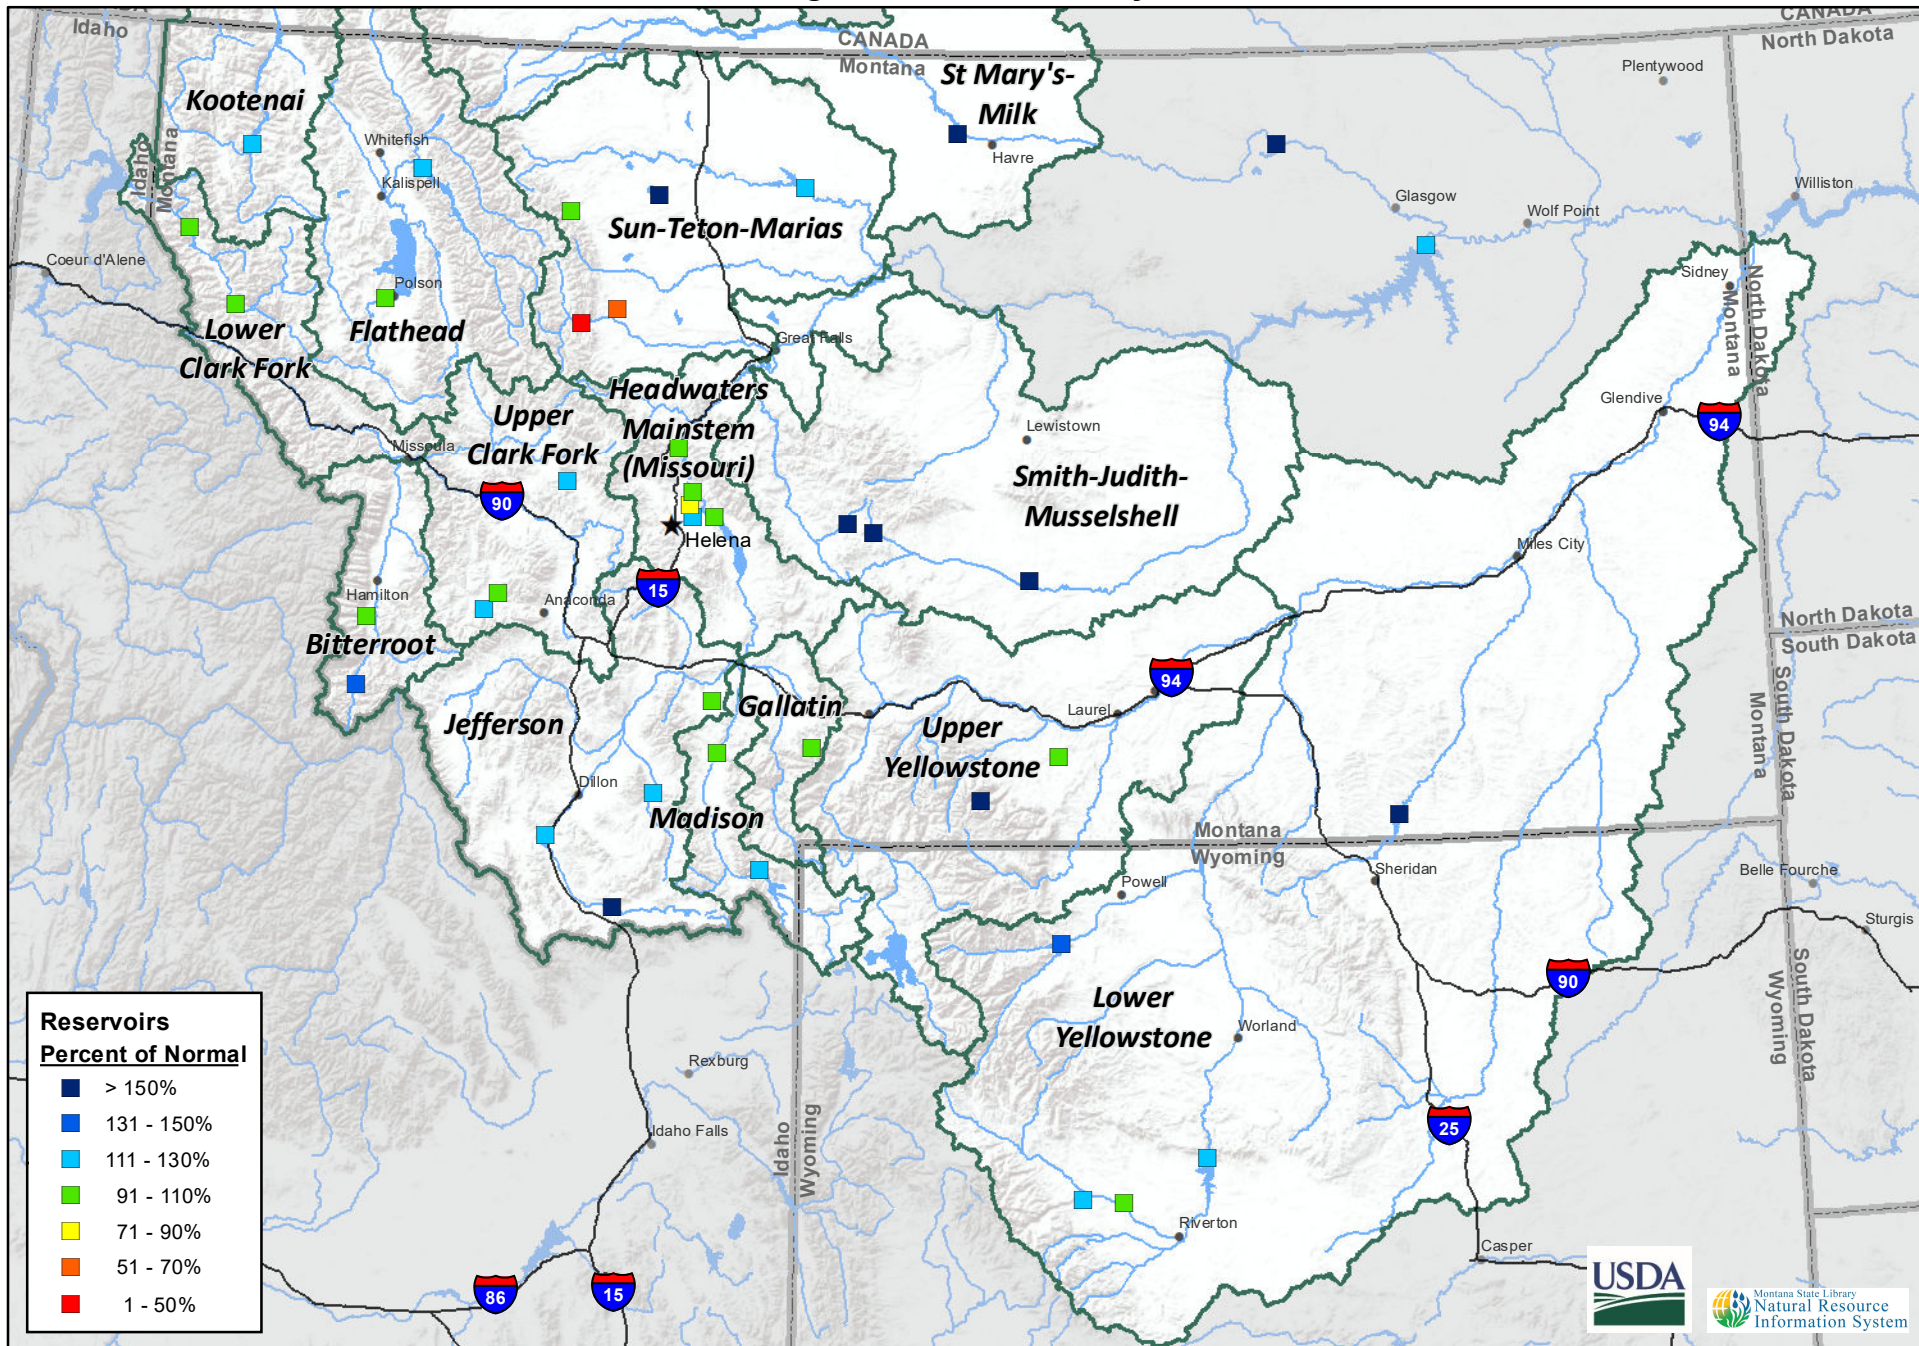 CANADA
Idaho
CANADA
Montana
CANADA
North Dakota
Plentywood
St Mary's-
Milk
Kootenai
Idaho
Montana
Whitefish
Kalispell
Havre
Sun-Teton-Marias
Glasgow
Wolf Point
Williston
Coeur d'Alene
Polson
Sidney
Montana
North Dakota
Lower
Clark Fork
Flathead
Great Falls
Headwaters
Mainstem
(Missouri)
Upper
Clark Fork
Missoula
90
Lewistown
Smith-Judith-
Musselshell
Glendive
94
Helena
Miles City
15
Hamilton
Anaconda
Bitterroot
North Dakota
South Dakota
Jefferson
Gallatin
94
Laurel
Upper
Yellowstone
Montana
South Dakota
Dillon
Madison
Montana
Wyoming
Powell
Sheridan
Belle Fourche
Sturgis
90
Lower
Yellowstone
Worland
South Dakota
Wyoming
Rexburg
Idaho Falls
Idaho
Wyoming
25
Riverton
Casper
86
15
Reservoirs
Percent of Normal
> 150%
131 - 150%
111 - 130%
91 - 110%
71 - 90%
51 - 70%
1 - 50%
USDA
Montana State Library
Natural Resource
Information System